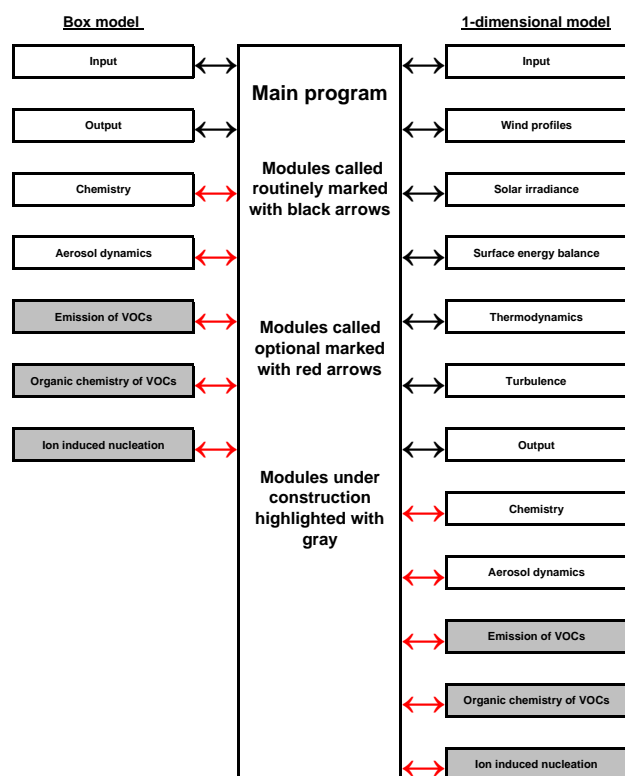 Box model
Input
Output
Chemistry
Aerosol dynamics
Emission of VOCs
Organic chemistry of VOCs
Ion induced nucleation
Main program
Modules called
routinely marked
with black arrows
Modules called
optional marked
with red arrows
Modules under
construction
highlighted with
gray
1-dimensional model
Input
Wind profiles
Solar irradiance
Surface energy balance
Thermodynamics
Turbulence
Output
Chemistry
Aerosol dynamics
Emission of VOCs
Organic chemistry of VOCs
Ion induced nucleation